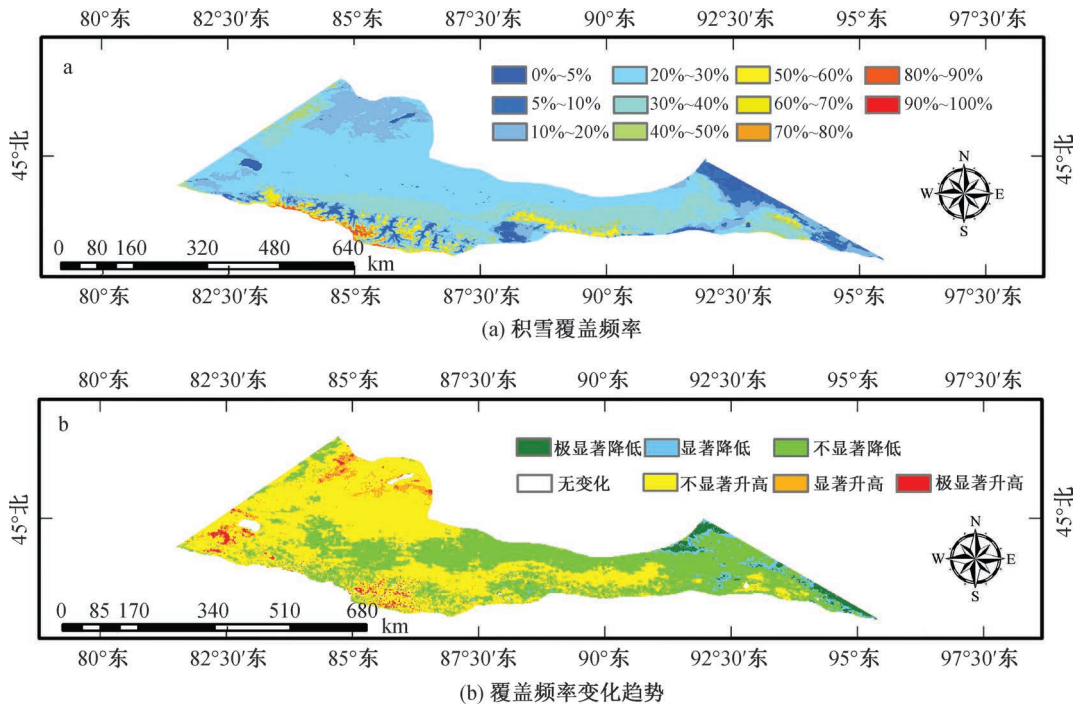 80°东 82°30′东 85°东 87°30′东 90°东 92°30′东 95°东 97°30′东
a
0%~5% 20%~30% 50%~60% 80%~90%
5%~10% 30%~40% 60%~70% 90%~100%
10%~20% 40%~50% 70%~80%
45°北 45°北
N
W E
S
0 80 160 320 480 640
km
80°东 82°30′东 85°东 87°30′东 90°东 92°30′东 95°东 97°30′东
(a) 积雪覆盖频率
80°东 82°30′东 85°东 87°30′东 90°东 92°30′东 95°东 97°30′东
b
极显著降低 显著降低 不显著降低
无变化 不显著升高 显著升高 极显著升高
45°北 45°北
N
W E
S
0 85 170 340 510 680
km
80°东 82°30′东 85°东 87°30′东 90°东 92°30′东 95°东 97°30′东
(b) 覆盖频率变化趋势